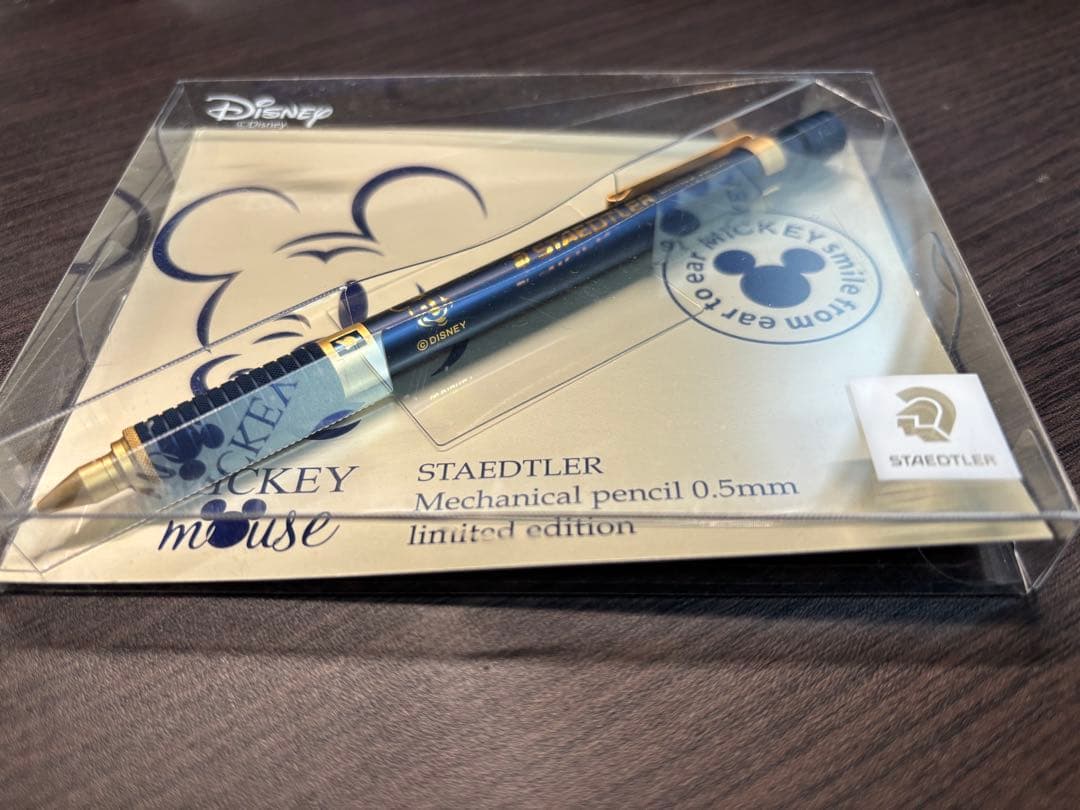 Disney
©Disney
STAEDTLER
© DISNEY
MICKEY smile from ear to ear
MICKEY
MICKEY
mouse
STAEDTLER
Mechanical pencil 0.5mm
limited edition
STAEDTLER